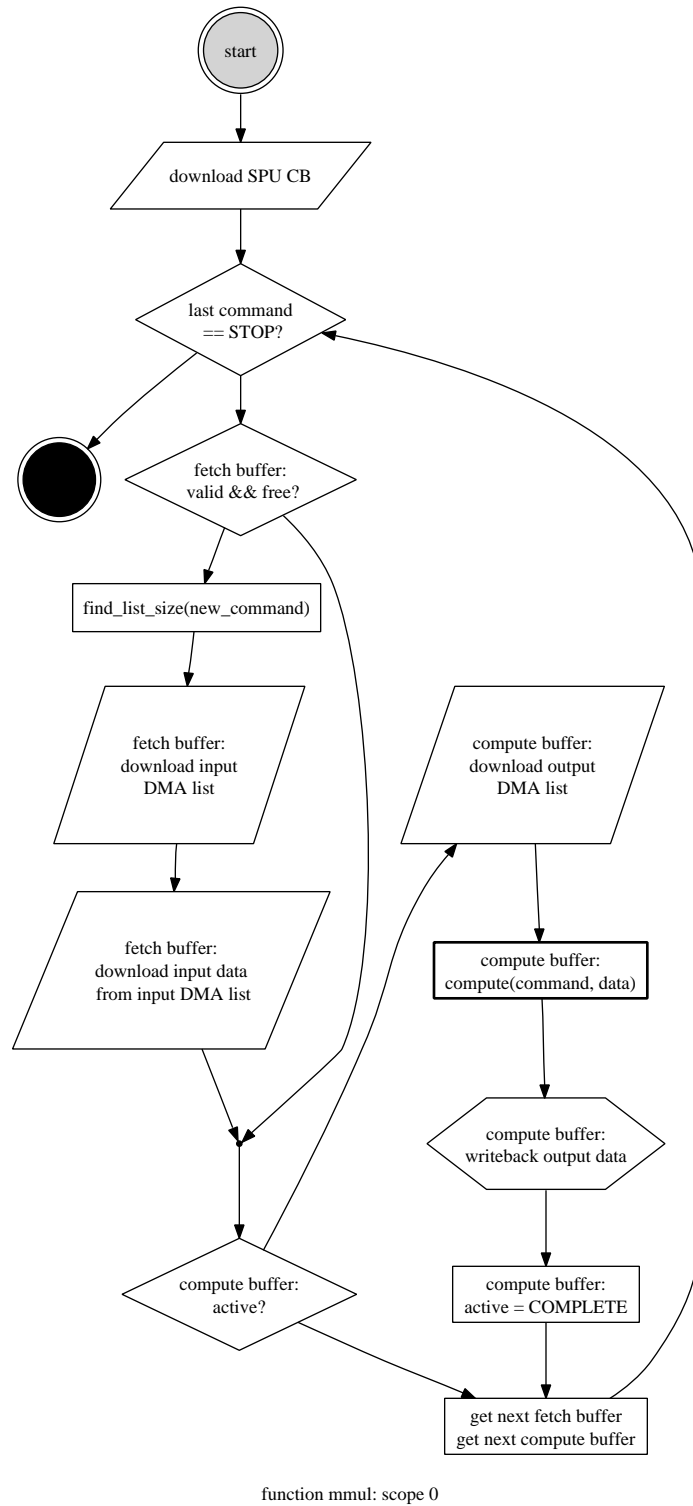 start
download SPU CB
last command
== STOP?
fetch buffer:
valid && free?
find_list_size(new_command)
fetch buffer:
download input
DMA list
compute buffer:
download output
DMA list
fetch buffer:
download input data
from input DMA list
compute buffer:
compute(command, data)
compute buffer:
writeback output data
compute buffer:
active?
compute buffer:
active = COMPLETE
get next fetch buffer
get next compute buffer
function mmul: scope 0